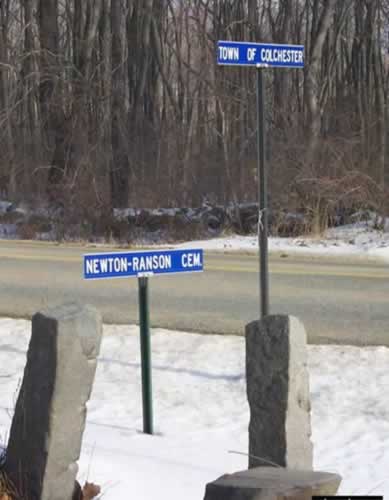 TOWN OF COLCHESTER
NEWTON-RANSON CEM.